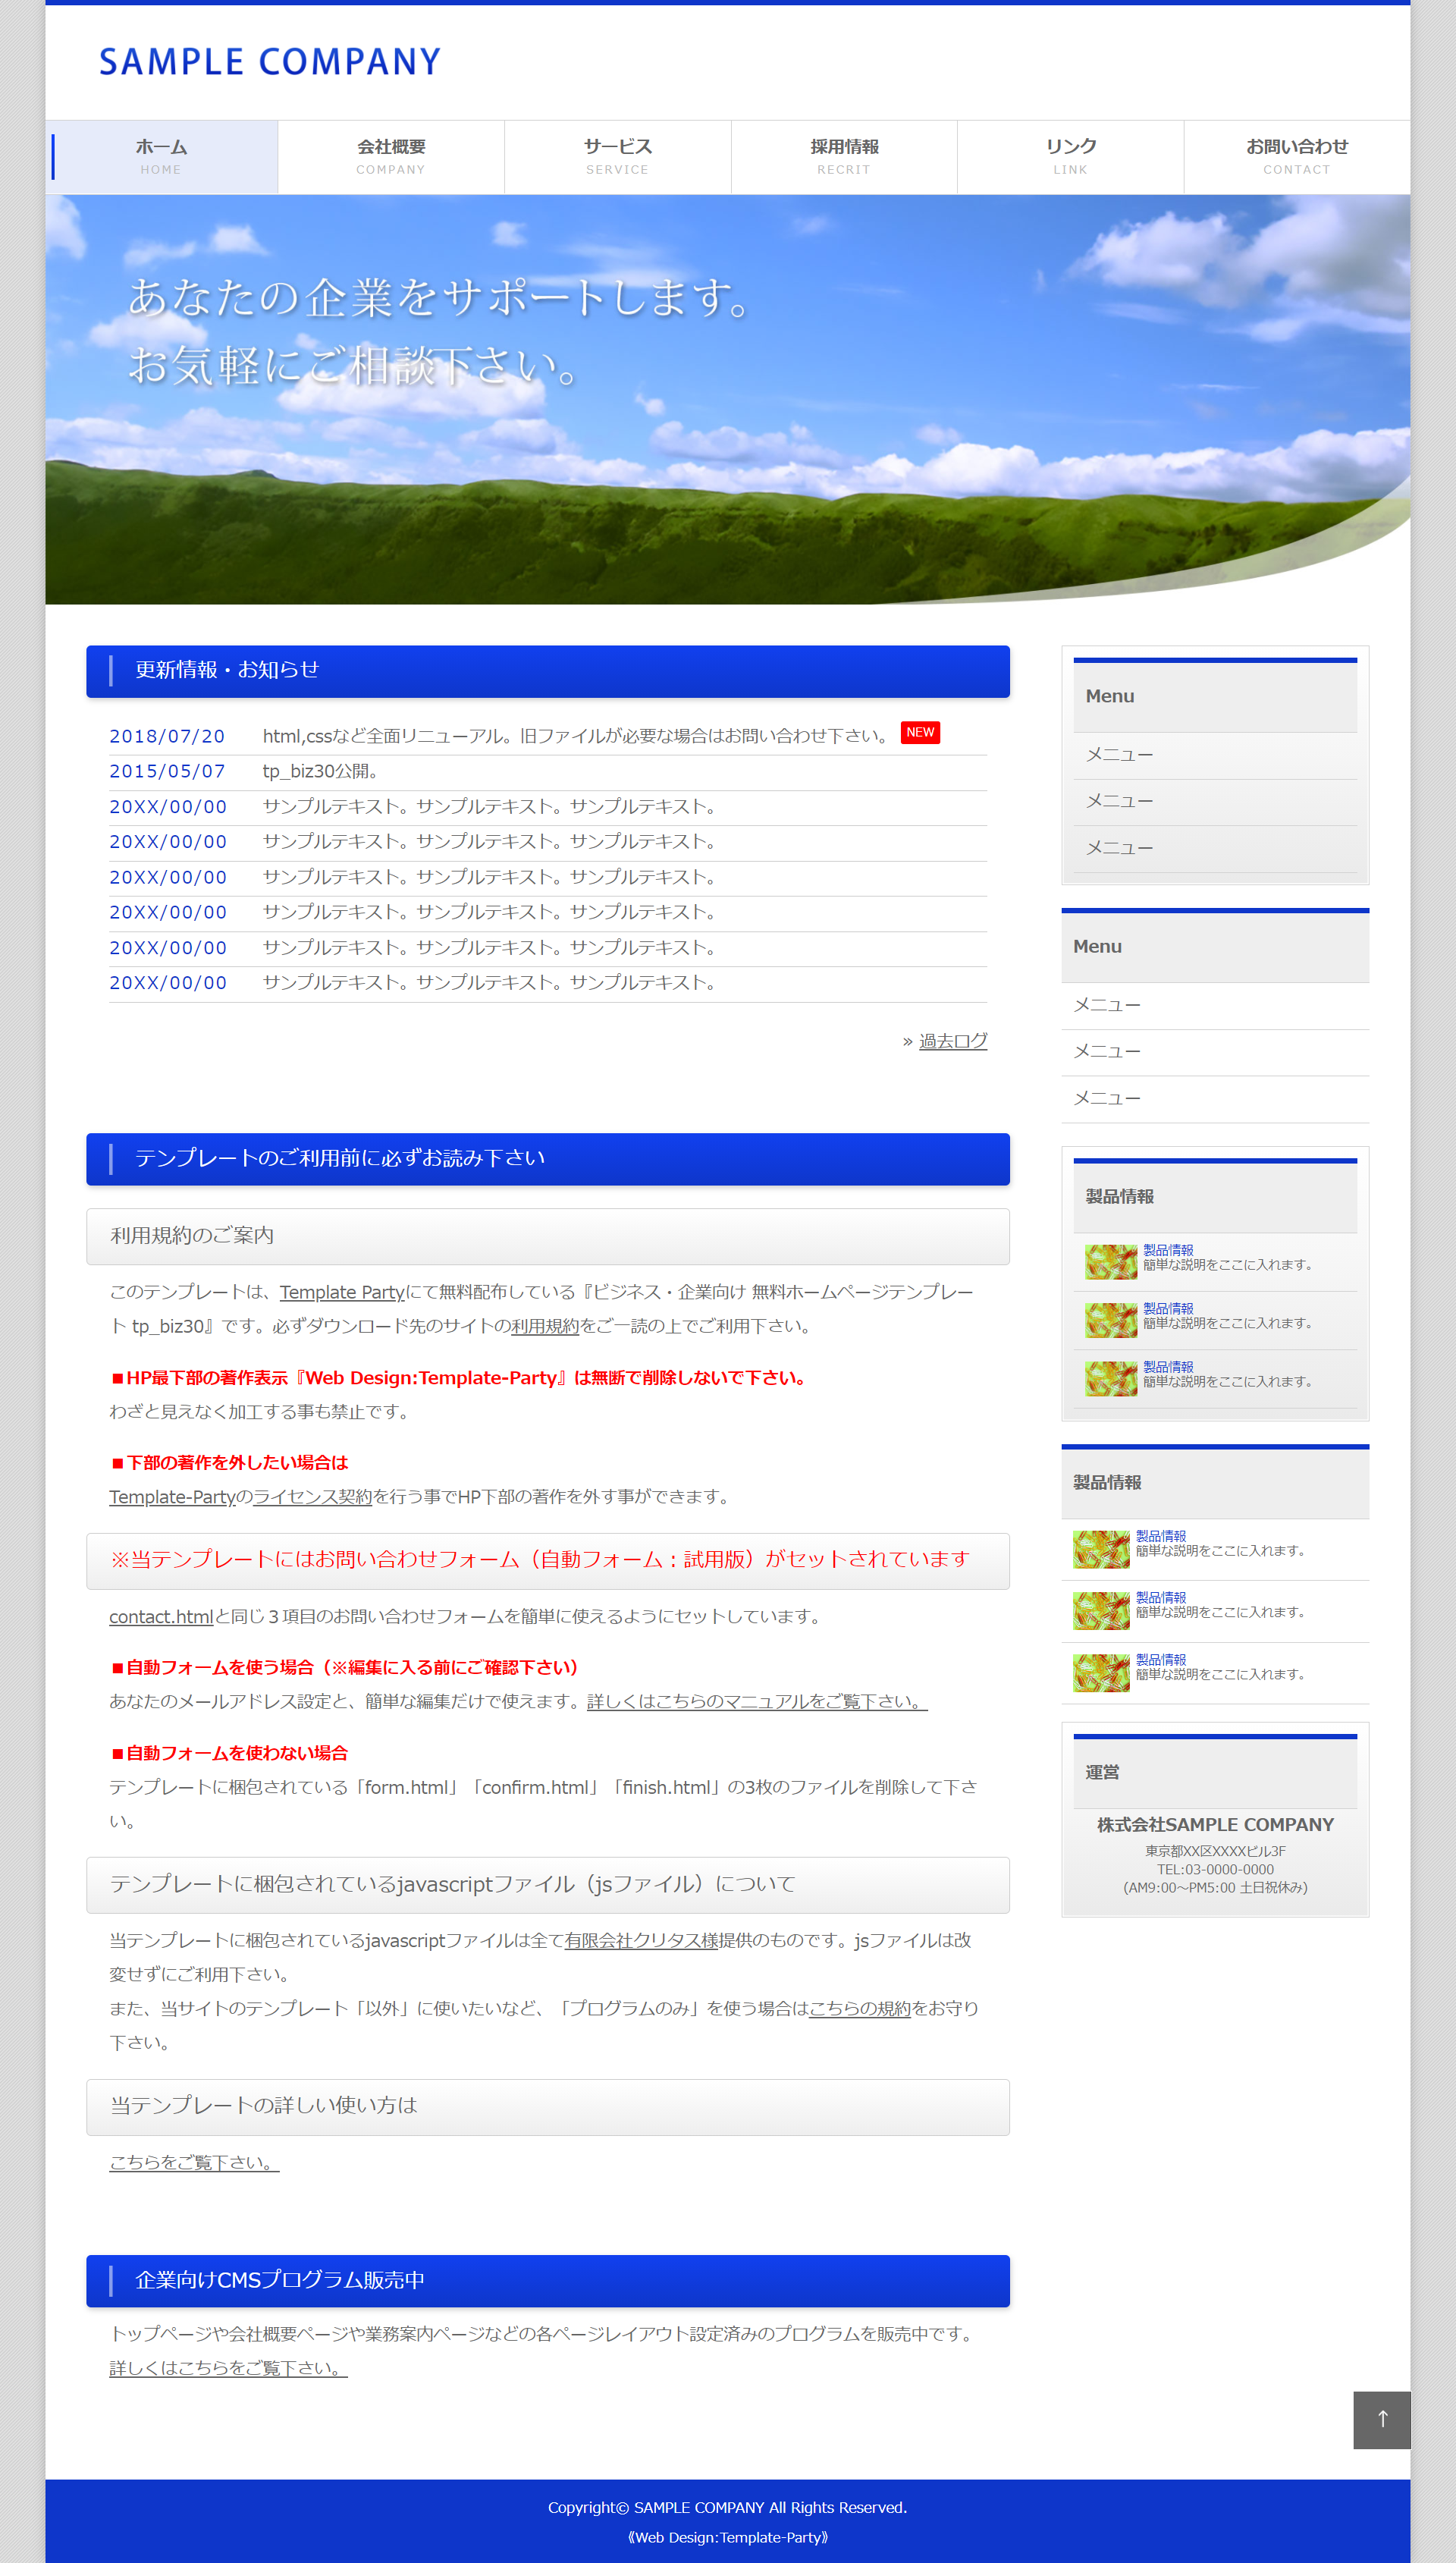 SAMPLE COMPANY
ホーム
HOME
会社概要
COMPANY
サービス
SERVICE
採用情報
RECRIT
リンク
LINK
お問い合わせ
CONTACT
あなたの企業をサポートします。
お気軽にご相談下さい。
更新情報・お知らせ
2018/07/20 html,cssなど全面リニューアル。旧ファイルが必要な場合はお問い合わせ下さい。 NEW
2015/05/07 tp_biz30公開。
20XX/00/00 サンプルテキスト。サンプルテキスト。サンプルテキスト。
20XX/00/00 サンプルテキスト。サンプルテキスト。サンプルテキスト。
20XX/00/00 サンプルテキスト。サンプルテキスト。サンプルテキスト。
20XX/00/00 サンプルテキスト。サンプルテキスト。サンプルテキスト。
20XX/00/00 サンプルテキスト。サンプルテキスト。サンプルテキスト。
20XX/00/00 サンプルテキスト。サンプルテキスト。サンプルテキスト。
» 過去ログ
テンプレートのご利用前に必ずお読み下さい
利用規約のご案内
このテンプレートは、Template Partyにて無料配布している『ビジネス・企業向け 無料ホームページテンプレー
ト tp_biz30』です。必ずダウンロード先のサイトの利用規約をご一読の上でご利用下さい。
■HP最下部の著作表示『Web Design:Template-Party』は無断で削除しないで下さい。
わざと見えなく加工する事も禁止です。
■下部の著作を外したい場合は
Template-Partyのライセンス契約を行う事でHP下部の著作を外す事ができます。
※当テンプレートにはお問い合わせフォーム（自動フォーム：試用版）がセットされています
contact.htmlと同じ３項目のお問い合わせフォームを簡単に使えるようにセットしています。
■自動フォームを使う場合（※編集に入る前にご確認下さい）
あなたのメールアドレス設定と、簡単な編集だけで使えます。詳しくはこちらのマニュアルをご覧下さい。
■自動フォームを使わない場合
テンプレートに梱包されている「form.html」「confirm.html」「finish.html」の3枚のファイルを削除して下さ
い。
テンプレートに梱包されているjavascriptファイル（jsファイル）について
当テンプレートに梱包されているjavascriptファイルは全て有限会社クリタス様提供のものです。jsファイルは改
変せずにご利用下さい。
また、当サイトのテンプレート「以外」に使いたいなど、「プログラムのみ」を使う場合はこちらの規約をお守り
下さい。
当テンプレートの詳しい使い方は
こちらをご覧下さい。
企業向けCMSプログラム販売中
トップページや会社概要ページや業務案内ページなどの各ページレイアウト設定済みのプログラムを販売中です。
詳しくはこちらをご覧下さい。
Menu
メニュー
メニュー
メニュー
Menu
メニュー
メニュー
メニュー
製品情報
製品情報
簡単な説明をここに入れます。
製品情報
簡単な説明をここに入れます。
製品情報
簡単な説明をここに入れます。
製品情報
製品情報
簡単な説明をここに入れます。
製品情報
簡単な説明をここに入れます。
製品情報
簡単な説明をここに入れます。
運営
株式会社SAMPLE COMPANY
東京都XX区XXXXビル3F
TEL:03-0000-0000
(AM9:00〜PM5:00 土日祝休み)
↑
Copyright© SAMPLE COMPANY All Rights Reserved.
《Web Design:Template-Party》